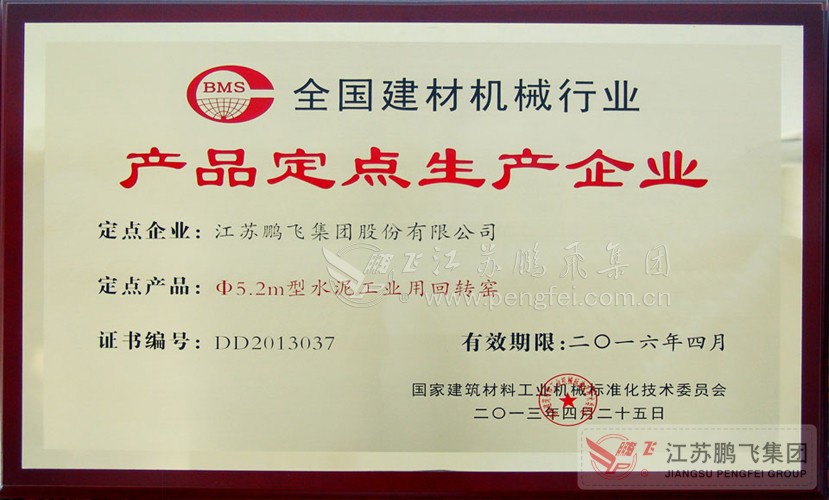 BMS
全国建材机械行业
产品定点生产企业
定点企业：江苏鹏飞集团股份有限公司
定点产品：Φ5.2m型水泥工业用回转窑
证书编号：DD2013037 有效期限：二〇一六年四月
国家建筑材料工业机械标准化技术委员会
二〇一三年四月二十五日
鹏飞 江苏鹏飛集团
www.pengfei.com.cn
鹏飞 江苏鹏飞集团
JIANGSU PENGFEI GROUP